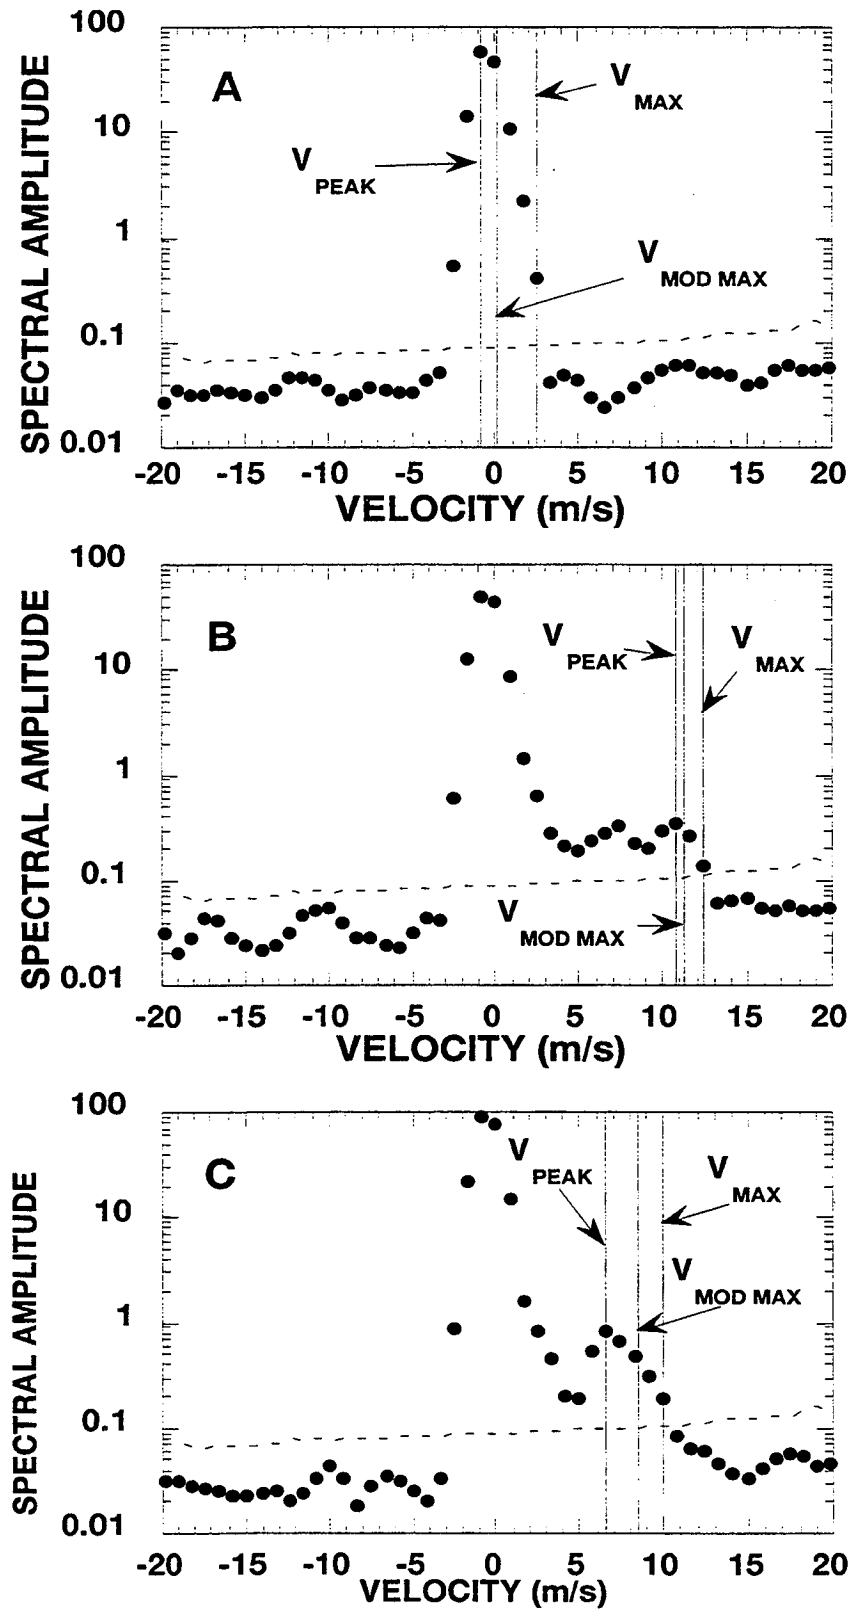 100
A
V
MAX
10
V
PEAK
SPECTRAL AMPLITUDE
1
V
MOD MAX
0.1
0.01
-20 -15 -10 -5 0 5 10 15 20
VELOCITY (m/s)
100
B
V
PEAK
V
MAX
10
SPECTRAL AMPLITUDE
1
0.1
V
MOD MAX
0.01
-20 -15 -10 -5 0 5 10 15 20
VELOCITY (m/s)
100
C
V
PEAK
V
MAX
10
SPECTRAL AMPLITUDE
V
MOD MAX
1
0.1
0.01
-20 -15 -10 -5 0 5 10 15 20
VELOCITY (m/s)